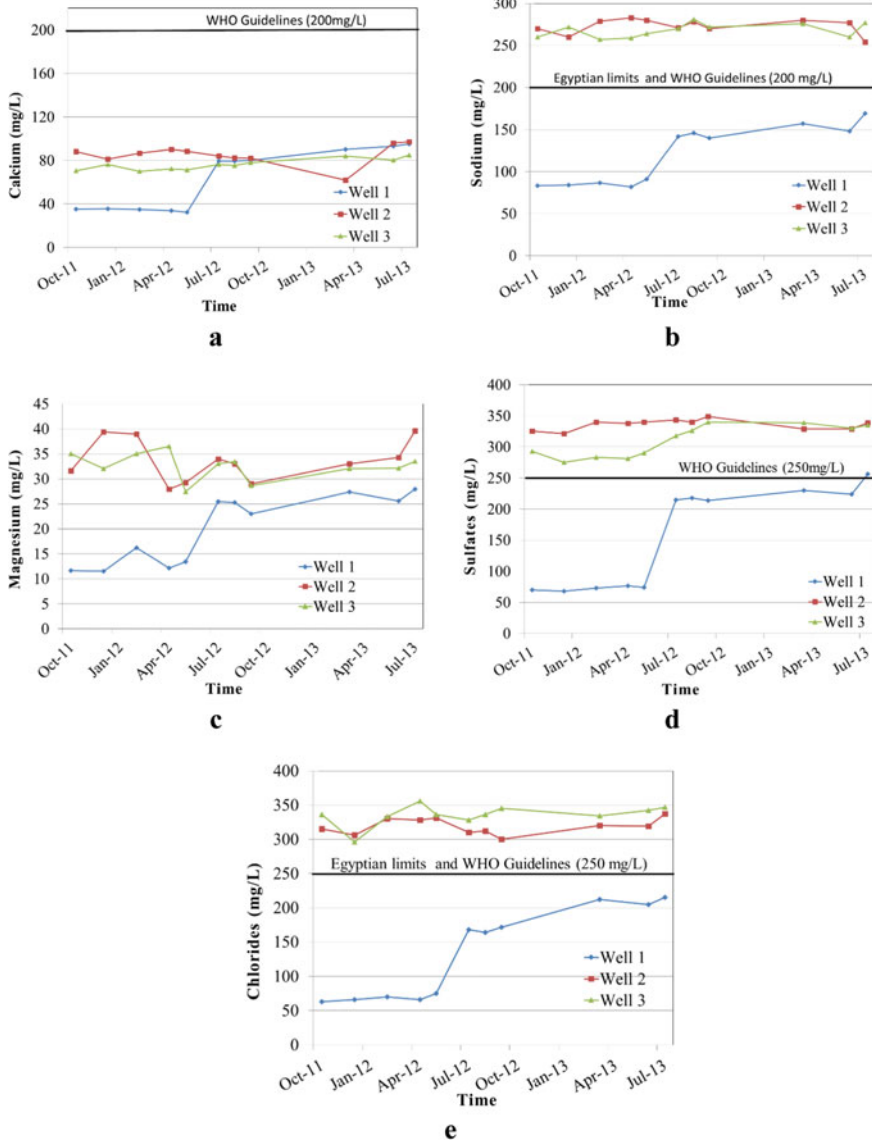 WHO Guidelines (200mg/L)
200
160
120
80
40
0
Calcium (mg/L)
Well 1
Well 2
Well 3
Oct-11
Jan-12
Apr-12
Jul-12
Oct-12
Jan-13
Apr-13
Jul-13
Time
a
300
250
200
150
100
50
0
Sodium (mg/L)
Egyptian limits and WHO Guidelines (200 mg/L)
Well 1
Well 2
Well 3
Oct-11
Jan-12
Apr-12
Jul-12
Oct-12
Jan-13
Apr-13
Jul-13
Time
b
45
40
35
30
25
20
15
10
5
0
Magnesium (mg/L)
Well 1
Well 2
Well 3
Oct-11
Jan-12
Apr-12
Jul-12
Oct-12
Jan-13
Apr-13
Jul-13
Time
c
400
350
300
250
200
150
100
50
0
Sulfates (mg/L)
WHO Guidelines (250mg/L)
Well 1
Well 2
Well 3
Oct-11
Jan-12
Apr-12
Jul-12
Oct-12
Jan-13
Apr-13
Jul-13
Time
d
400
350
300
250
200
150
100
50
0
Chlorides (mg/L)
Egyptian limits and WHO Guidelines (250 mg/L)
Well 1
Well 2
Well 3
Oct-11
Jan-12
Apr-12
Jul-12
Oct-12
Jan-13
Apr-13
Jul-13
Time
e